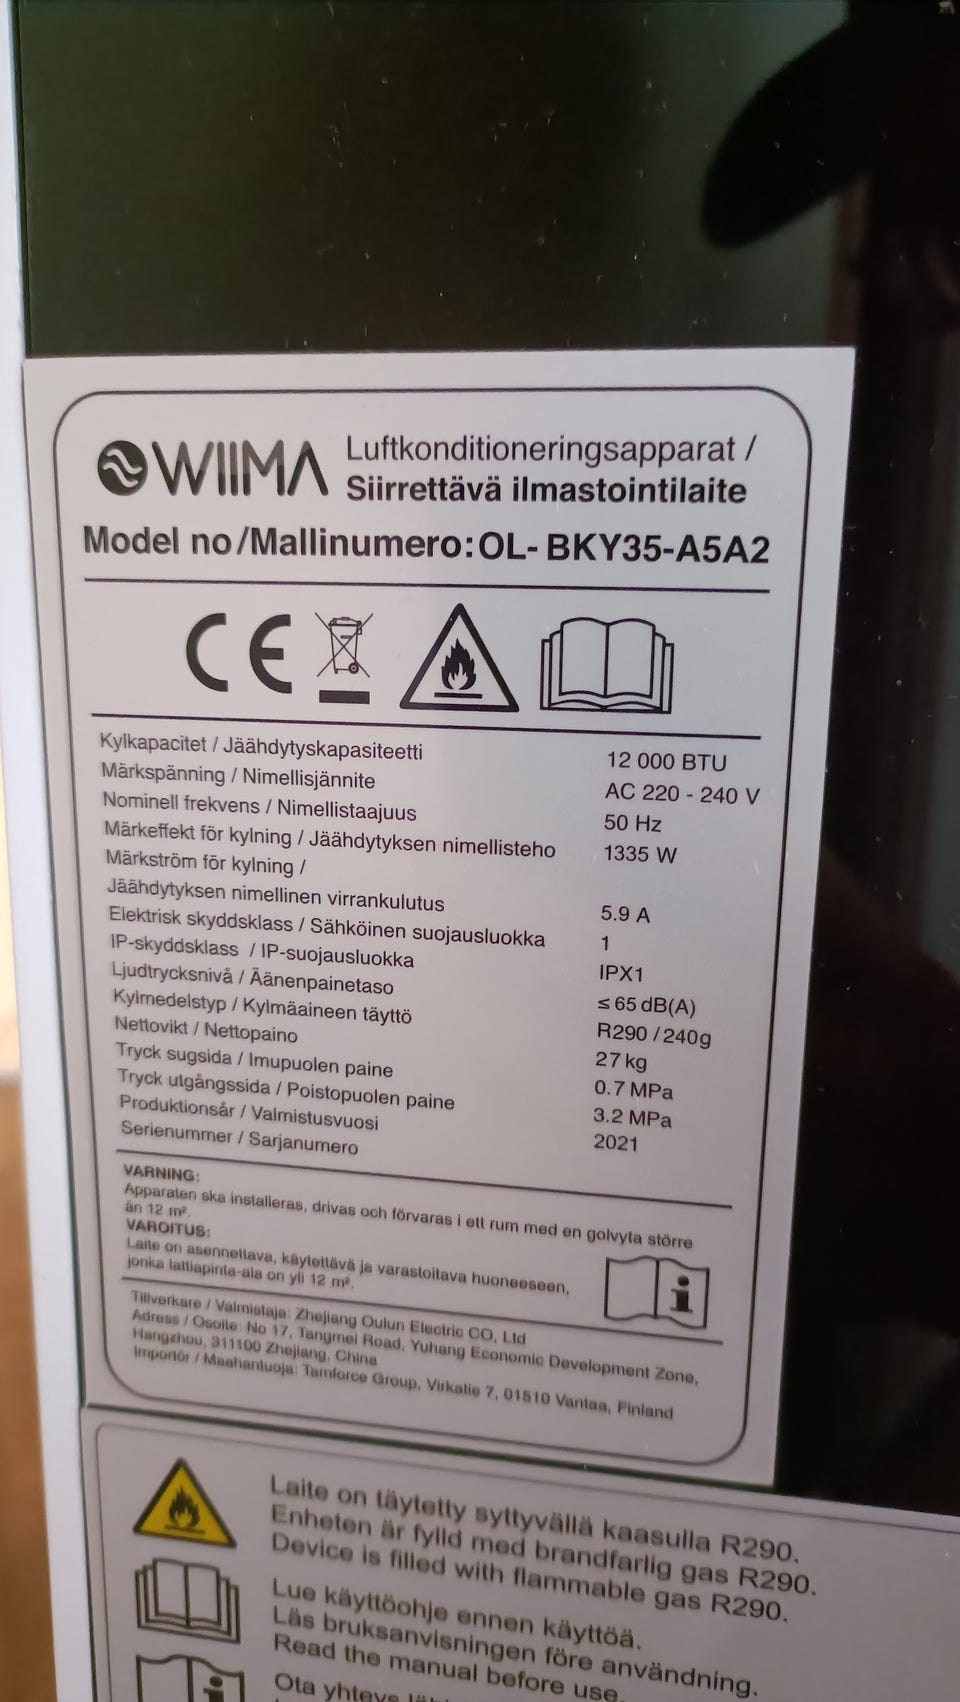 WIIMA
Luftkonditioneringsapparat /
Siirrettävä ilmastointilaite
Model no/Mallinumero: OL- BKY35-A5A2
CE
Kylkapacitet / Jäähdytyskapasiteetti 12 000 BTU
Märkspänning / Nimellisjännite AC 220 - 240 V
Nominell frekvens / Nimellistaajuus 50 Hz
Märkeffekt för kylning / Jäähdytyksen nimellisteho 1335 W
Märkström för kylning /
Jäähdytyksen nimellinen virrankulutus 5.9 A
Elektrisk skyddsklass / Sähköinen suojausluokka 1
IP-skyddsklass / IP-suojausluokka IPX1
Ljudtrycksnivå / Äänenpainetaso ≤ 65 dB(A)
Kylmedelstyp / Kylmäaineen täyttö R290 / 240g
Nettovikt / Nettopaino 27 kg
Tryck sugsida / Imupuolen paine 0.7 MPa
Tryck utgångssida / Poistopuolen paine 3.2 MPa
Produktionsår / Valmistusvuosi 2021
Serienummer / Sarjanumero
VARNING:
Apparaten ska installeras, drivas och förvaras i ett rum med en golvyta större
än 12 m².
VAROITUS:
Laite on asennettava, käytettävä ja varastoitava huoneeseen,
jonka lattiapinta-ala on yli 12 m².
Tillverkare / Valmistaja: Zhejiang Oulun Electric CO, Ltd
Adress / Osoite: No 17, Tangmei Road, Yuhang Economic Development Zone,
Hangzhou, 311100 Zhejiang, China
Importör / Maahantuoja: Tamforce Group, Virkatie 7, 01510 Vantaa, Finland
Laite on täytetty syttyvällä kaasulla R290.
Enheten är fylld med brandfarlig gas R290.
Device is filled with flammable gas R290.
Lue käyttöohje ennen käyttöä.
Läs bruksanvisningen före användning.
Read the manual before use.
Ota yhteys